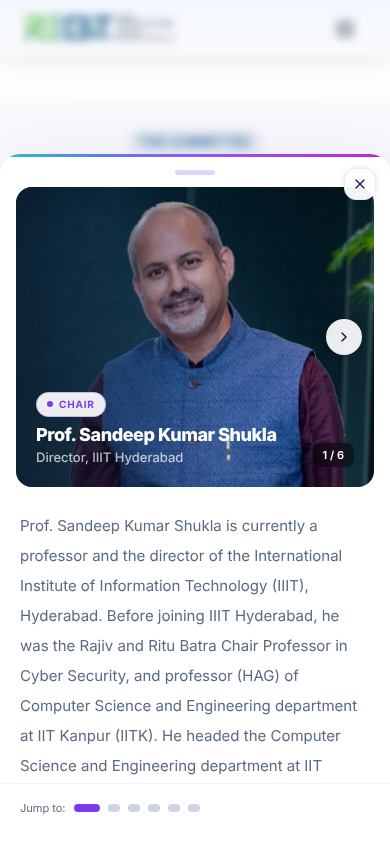 THE COMMITTEE
CHAIR
Prof. Sandeep Kumar Shukla
Director, IIIT Hyderabad
1 / 6
Prof. Sandeep Kumar Shukla is currently a
professor and the director of the International
Institute of Information Technology (IIIT),
Hyderabad. Before joining IIIT Hyderabad, he
was the Rajiv and Ritu Batra Chair Professor in
Cyber Security, and professor (HAG) of
Computer Science and Engineering department
at IIT Kanpur (IITK). He headed the Computer
Science and Engineering department at IIT
Jump to: